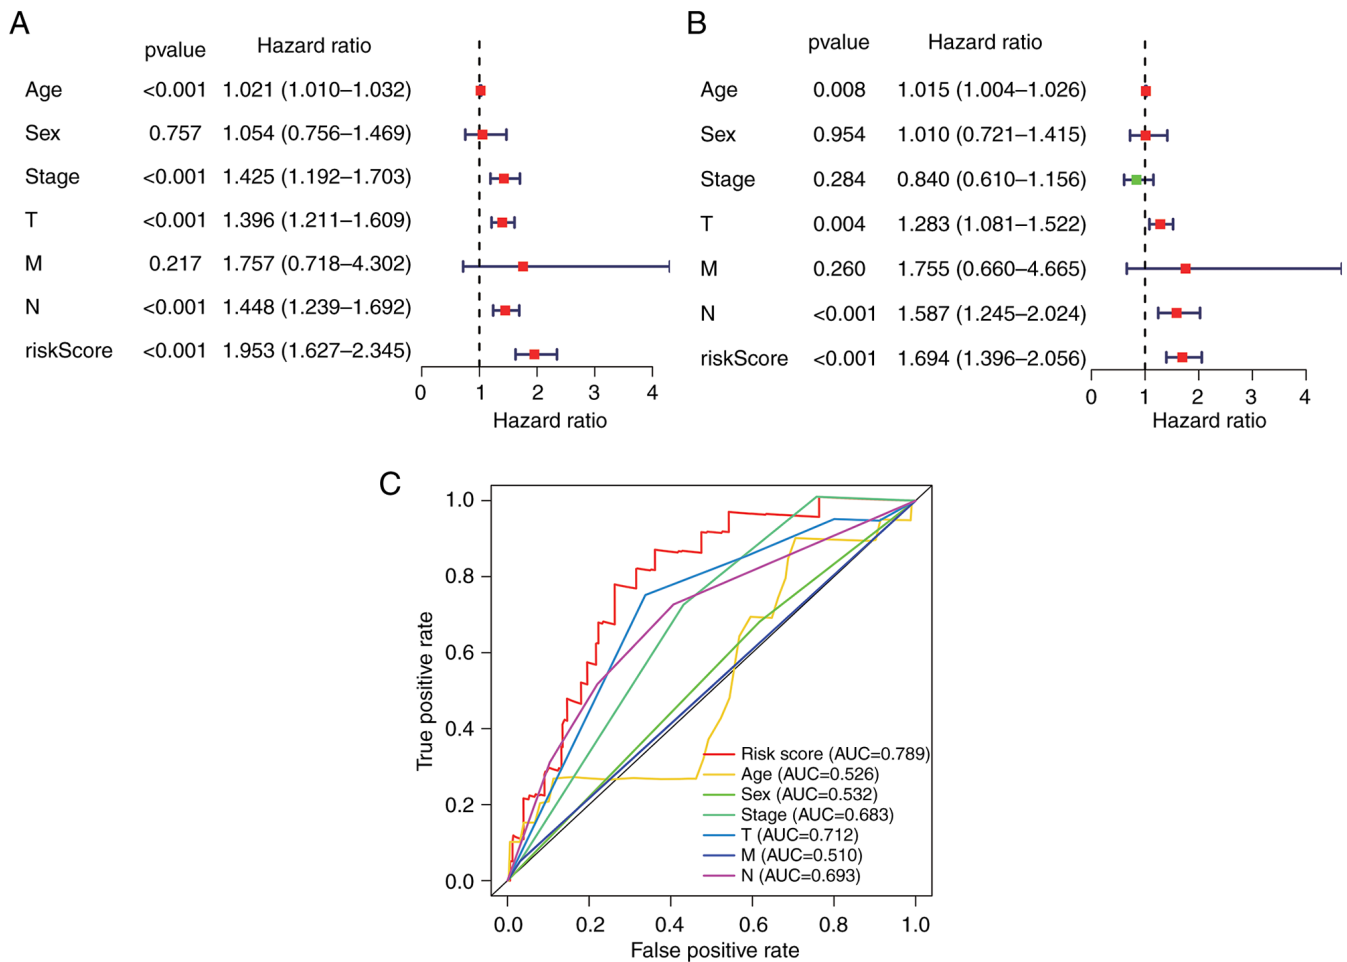 A
pvalue Hazard ratio
Age <0.001 1.021 (1.010–1.032)
Sex 0.757 1.054 (0.756–1.469)
Stage <0.001 1.425 (1.192–1.703)
T <0.001 1.396 (1.211–1.609)
M 0.217 1.757 (0.718–4.302)
N <0.001 1.448 (1.239–1.692)
riskScore <0.001 1.953 (1.627–2.345)
0 1 2 3 4
Hazard ratio
B
pvalue Hazard ratio
Age 0.008 1.015 (1.004–1.026)
Sex 0.954 1.010 (0.721–1.415)
Stage 0.284 0.840 (0.610–1.156)
T 0.004 1.283 (1.081–1.522)
M 0.260 1.755 (0.660–4.665)
N <0.001 1.587 (1.245–2.024)
riskScore <0.001 1.694 (1.396–2.056)
0 1 2 3 4
Hazard ratio
C
1.0
0.8
0.6
0.4
0.2
0.0
True positive rate
Risk score (AUC=0.789)
Age (AUC=0.526)
Sex (AUC=0.532)
Stage (AUC=0.683)
T (AUC=0.712)
M (AUC=0.510)
N (AUC=0.693)
0.0 0.2 0.4 0.6 0.8 1.0
False positive rate